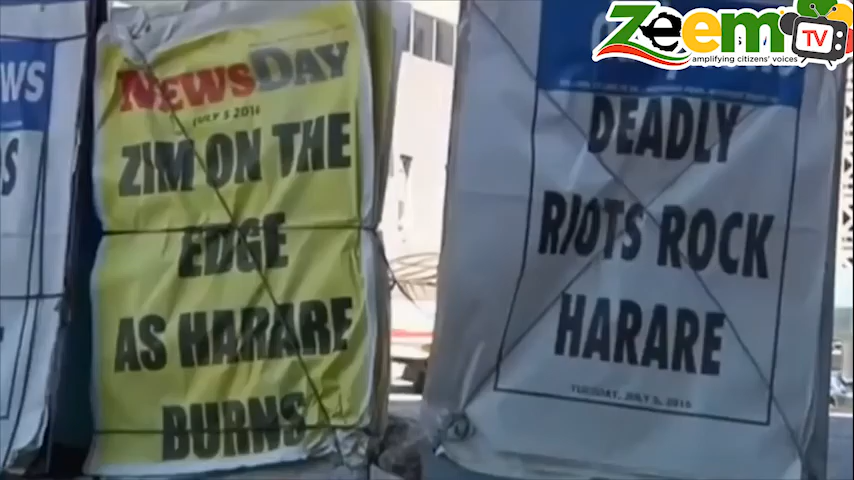 WS
S
NEWSDAY
JULY 5 2016
ZIM ON THE
EDGE
AS HARARE
BURNS
DEADLY
RIOTS ROCK
HARARE
TUESDAY, JULY 5, 2016
Zeem TV
amplifying citizens' voices